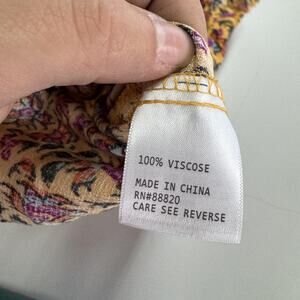 100% VISCOSE
MADE IN CHINA
RN#88820
CARE SEE REVERSE